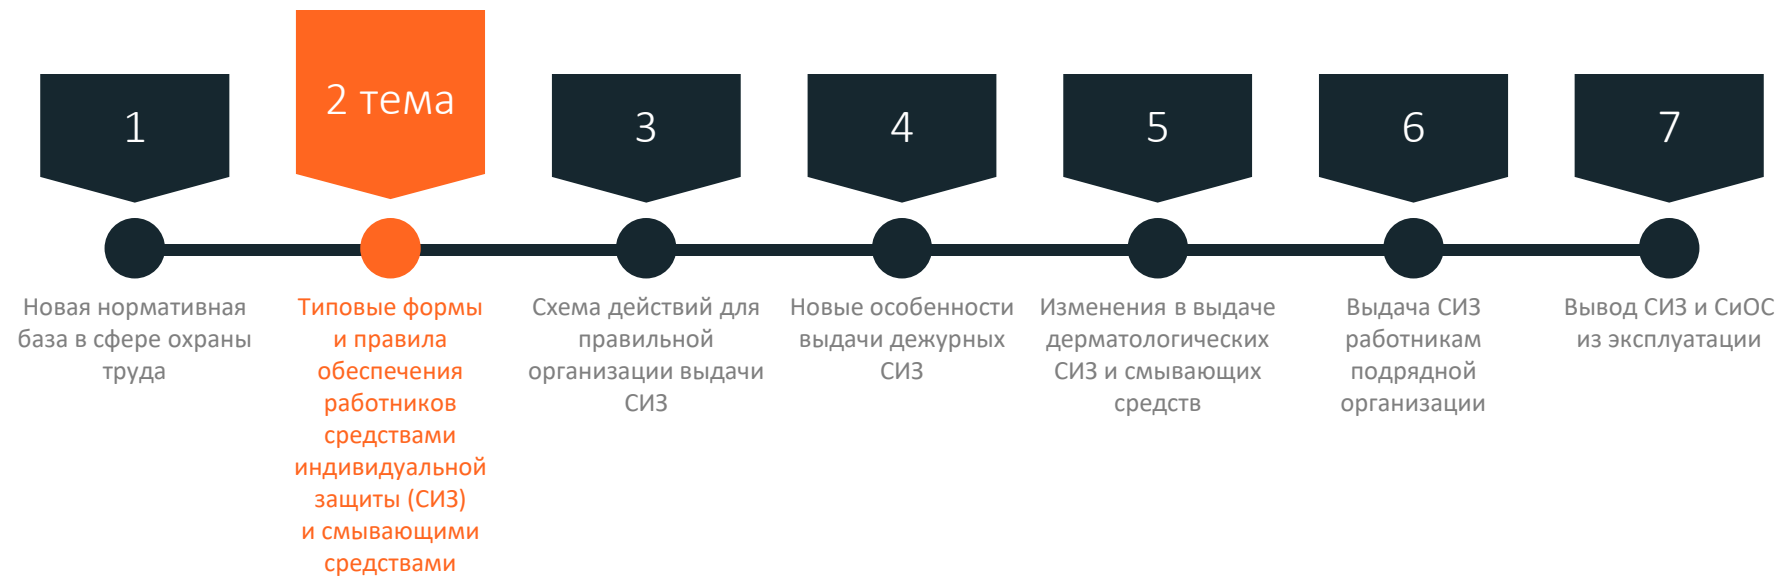 1
2 тема
3
4
5
6
7
Новая нормативная
база в сфере охраны
труда
Типовые формы
и правила
обеспечения
работников
средствами
индивидуальной
защиты (СИЗ)
и смывающими
средствами
Схема действий для
правильной
организации выдачи
СИЗ
Новые особенности
выдачи дежурных
СИЗ
Изменения в выдаче
дерматологических
СИЗ и смывающих
средств
Выдача СИЗ
работникам
подрядной
организации
Вывод СИЗ и СиОС
из эксплуатации